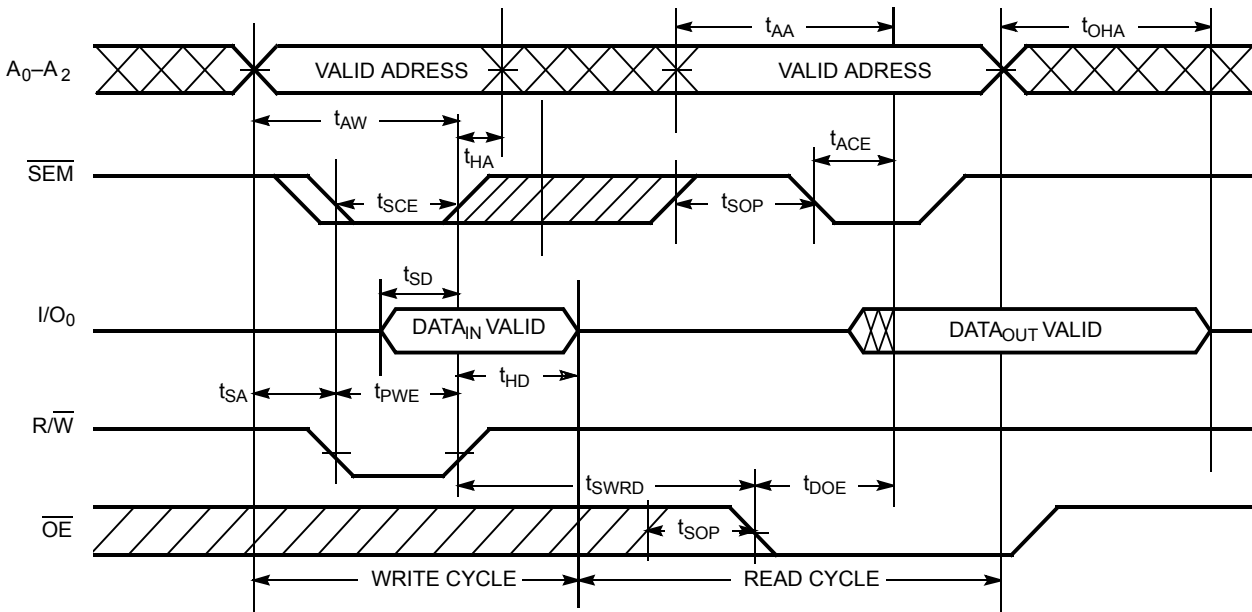 tAA
tOHA
A0–A2
VALID ADRESS
VALID ADRESS
tAW
tHA
tACE
SEM
tSCE
tSOP
tSD
I/O0
DATAIN VALID
DATAOUT VALID
tHD
tSA
tPWE
R/W
tSWRD
tDOE
OE
tSOP
WRITE CYCLE
READ CYCLE